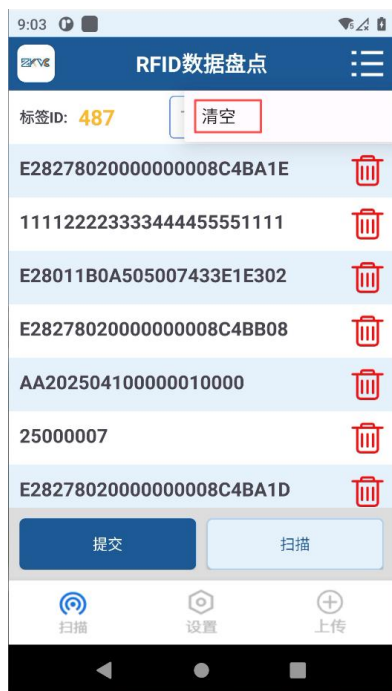 9:03
RFID数据盘点
标签ID: 487
清空
E28278020000000008C4BA1E
111122223333444455551111
E28011B0A505007433E1E302
E28278020000000008C4BB08
AA202504100000010000
25000007
E28278020000000008C4BA1D
提交 扫描
扫描 设置 上传